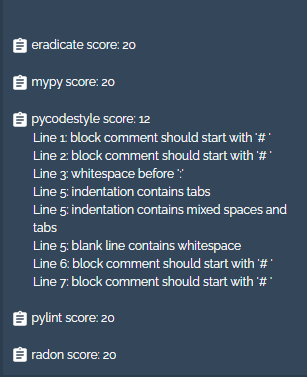 eradicate score: 20
mypy score: 20
pycodestyle score: 12
Line 1: block comment should start with '# '
Line 2: block comment should start with '# '
Line 3: whitespace before ':'
Line 5: indentation contains tabs
Line 5: indentation contains mixed spaces and
tabs
Line 5: blank line contains whitespace
Line 6: block comment should start with '# '
Line 7: block comment should start with '# '
pylint score: 20
radon score: 20